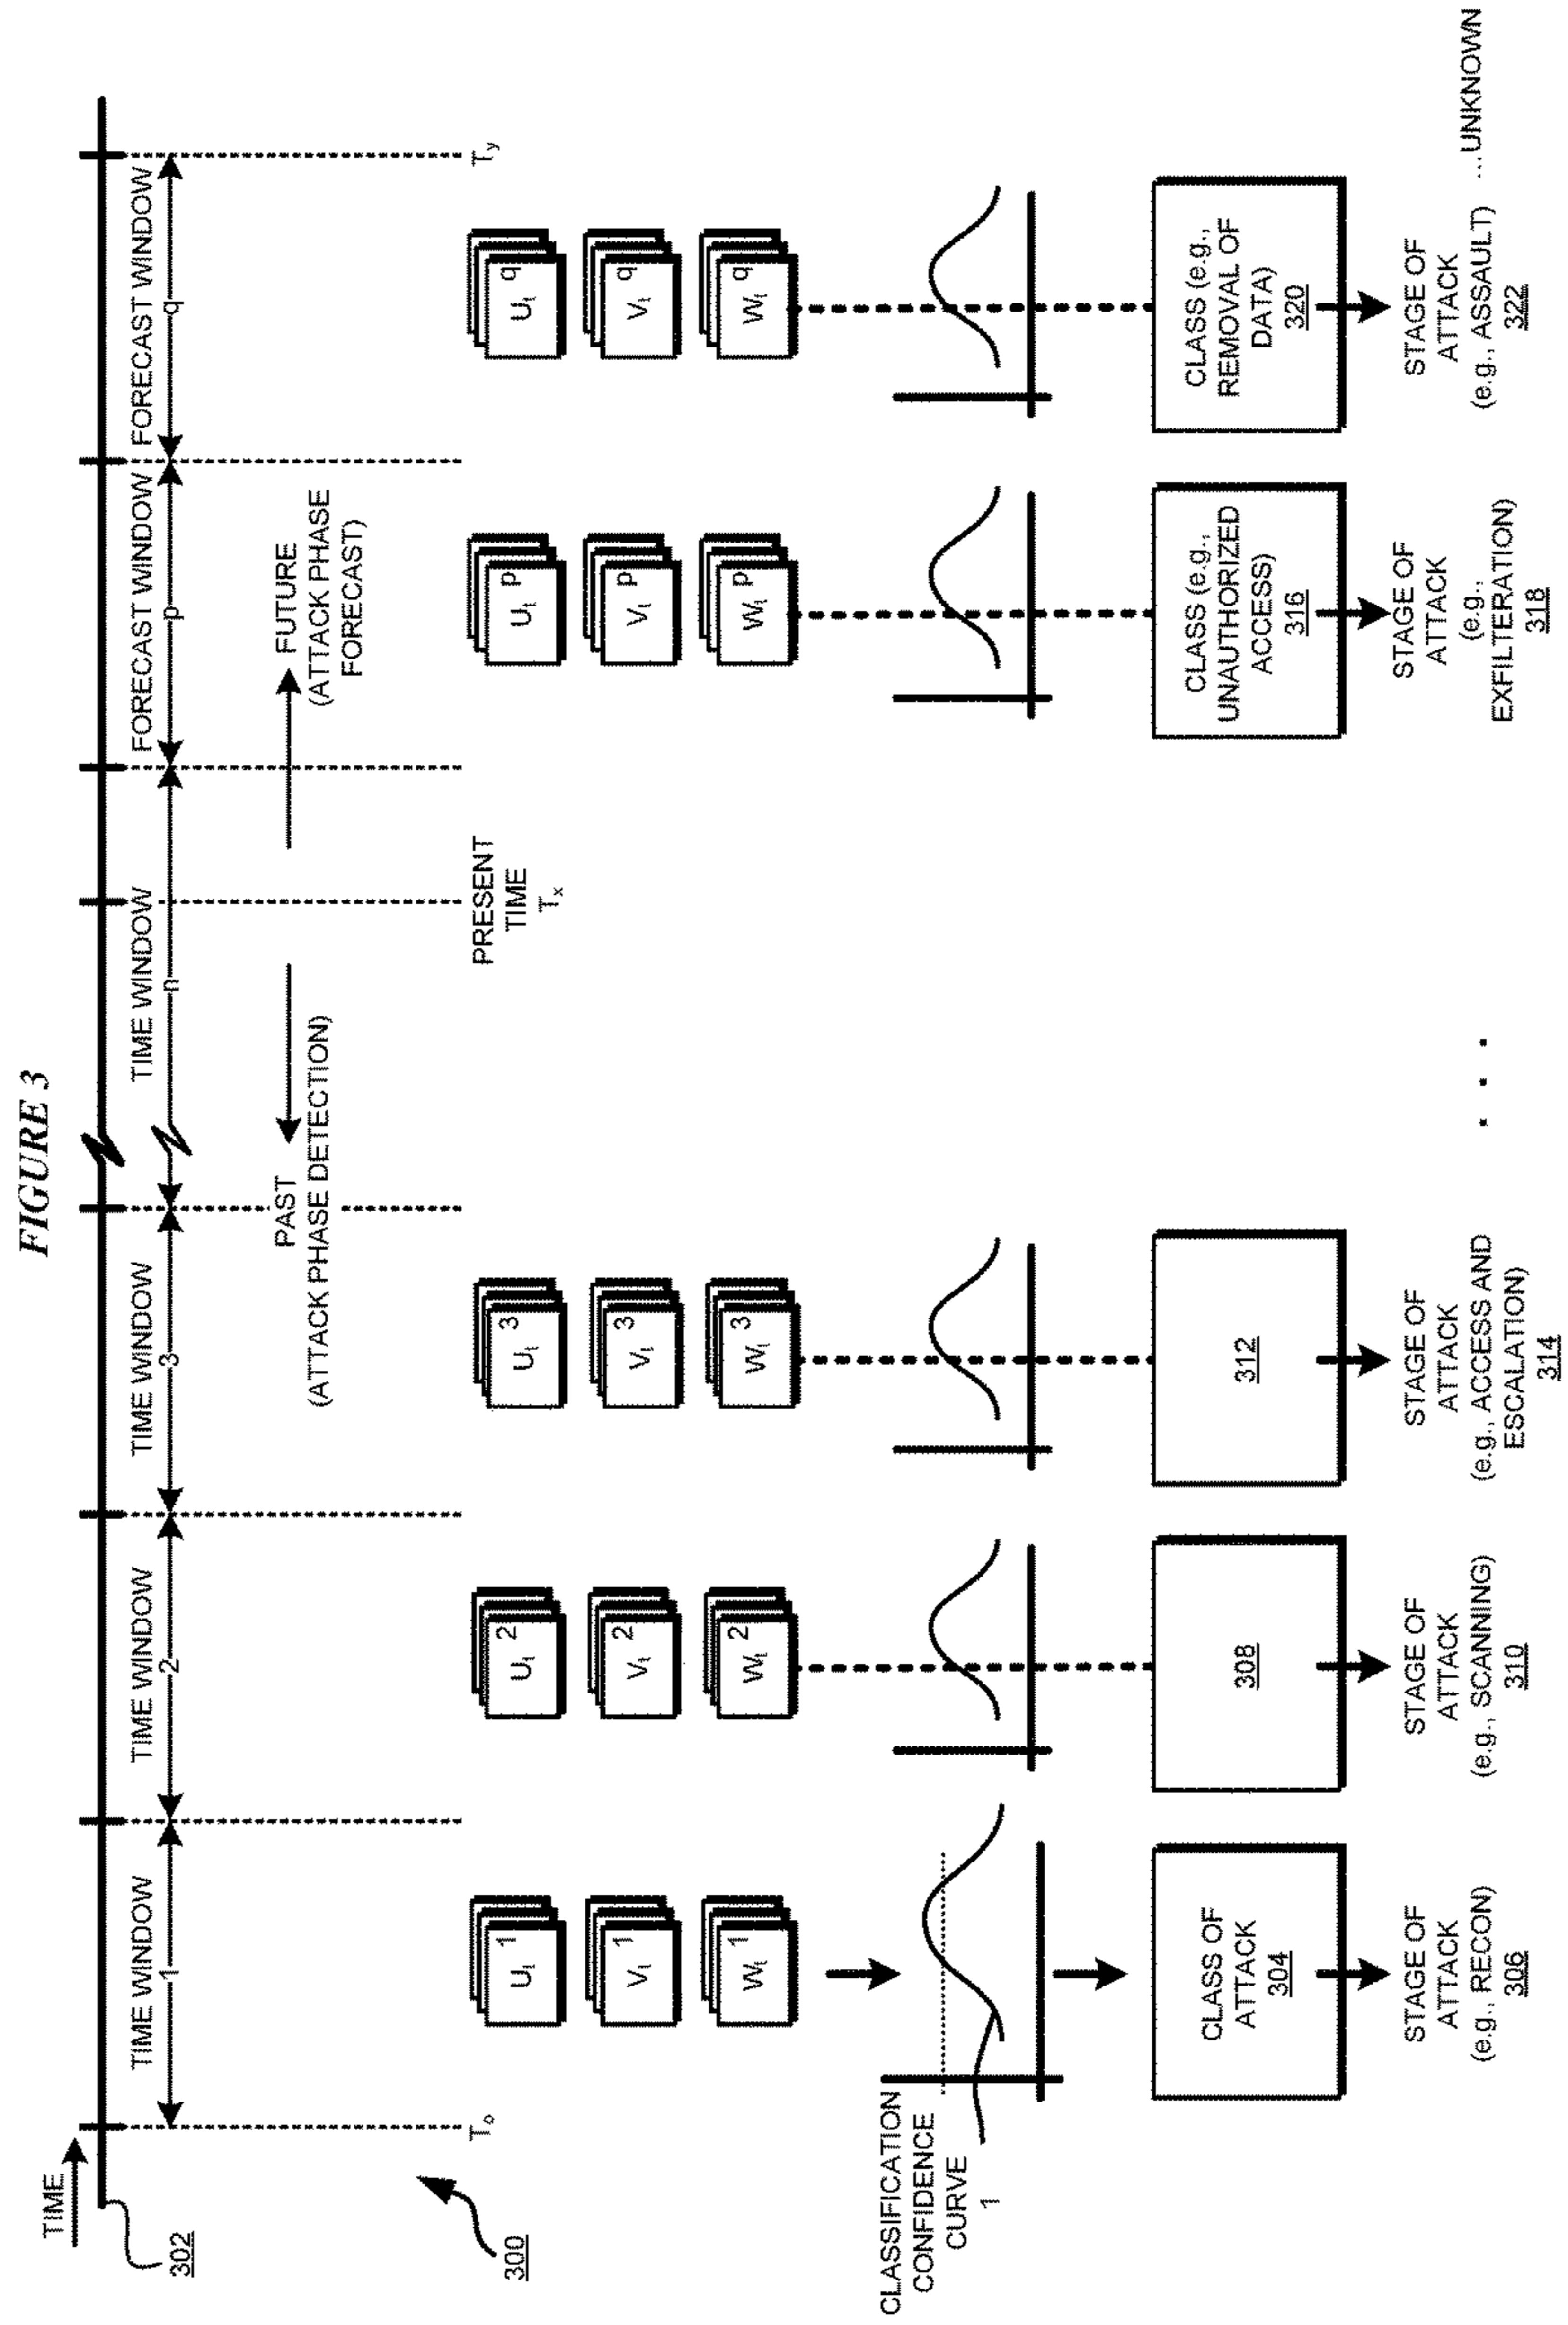 FIGURE 3
TIME
302
TIME WINDOW
1
TIME WINDOW
2
TIME WINDOW
3
TIME WINDOW
n
FORECAST WINDOW
p
FORECAST WINDOW
q
PAST
(ATTACK PHASE DETECTION)
FUTURE
(ATTACK PHASE
FORECAST)
300
To
PRESENT
TIME
Tx
Ty
Ut 1
Vt 1
Wt 1
Ut 2
Vt 2
Wt 2
Ut 3
Vt 3
Wt 3
Ut p
Vt p
Wt p
Ut q
Vt q
Wt q
CLASSIFICATION
CONFIDENCE
CURVE
1
CLASS OF
ATTACK
304
308
312
CLASS (e.g.,
UNAUTHORIZED
ACCESS)
316
CLASS (e.g.,
REMOVAL OF
DATA)
320
STAGE OF
ATTACK
(e.g., RECON)
306
STAGE OF
ATTACK
(e.g., SCANNING)
310
STAGE OF
ATTACK
(e.g., ACCESS AND
ESCALATION)
314
. . .
STAGE OF
ATTACK
(e.g.,
EXFILTERATION)
318
STAGE OF
ATTACK
(e.g., ASSAULT)
322
...UNKNOWN